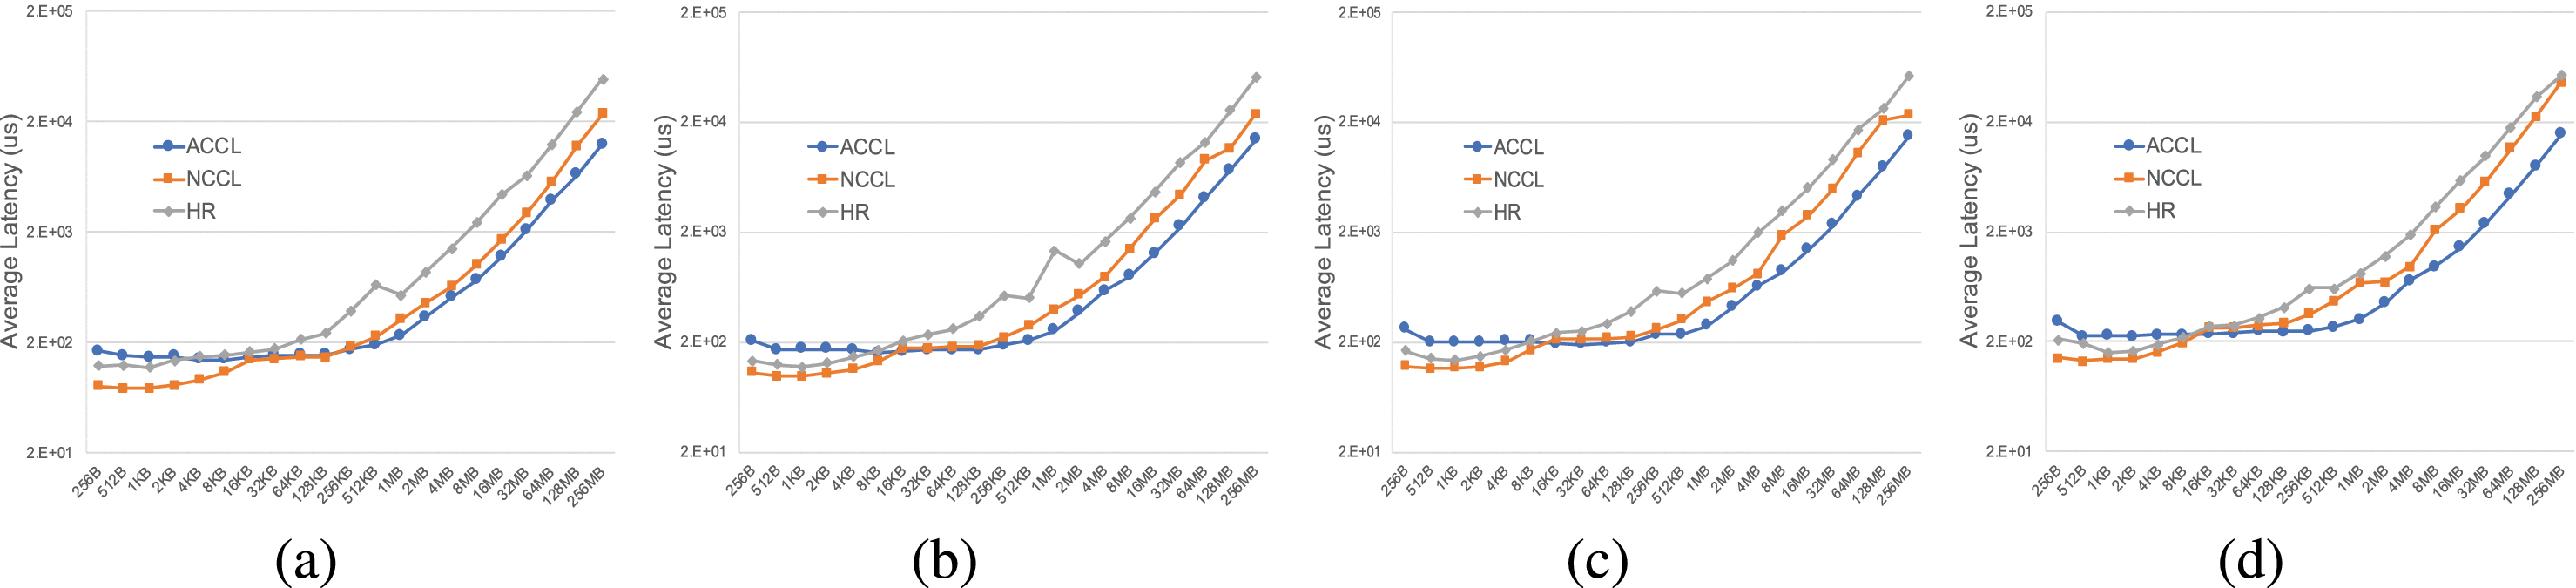 Average Latency (us)
2.E+05
2.E+04
2.E+03
2.E+02
2.E+01
ACCL
NCCL
HR
256B 512B 1KB 2KB 4KB 8KB 16KB 32KB 64KB 128KB 256KB 512KB 1MB 2MB 4MB 8MB 16MB 32MB 64MB 128MB 256MB
(a)
Average Latency (us)
2.E+05
2.E+04
2.E+03
2.E+02
2.E+01
ACCL
NCCL
HR
256B 512B 1KB 2KB 4KB 8KB 16KB 32KB 64KB 128KB 256KB 512KB 1MB 2MB 4MB 8MB 16MB 32MB 64MB 128MB 256MB
(b)
Average Latency (us)
2.E+05
2.E+04
2.E+03
2.E+02
2.E+01
ACCL
NCCL
HR
256B 512B 1KB 2KB 4KB 8KB 16KB 32KB 64KB 128KB 256KB 512KB 1MB 2MB 4MB 8MB 16MB 32MB 64MB 128MB 256MB
(c)
Average Latency (us)
2.E+05
2.E+04
2.E+03
2.E+02
2.E+01
ACCL
NCCL
HR
256B 512B 1KB 2KB 4KB 8KB 16KB 32KB 64KB 128KB 256KB 512KB 1MB 2MB 4MB 8MB 16MB 32MB 64MB 128MB 256MB
(d)